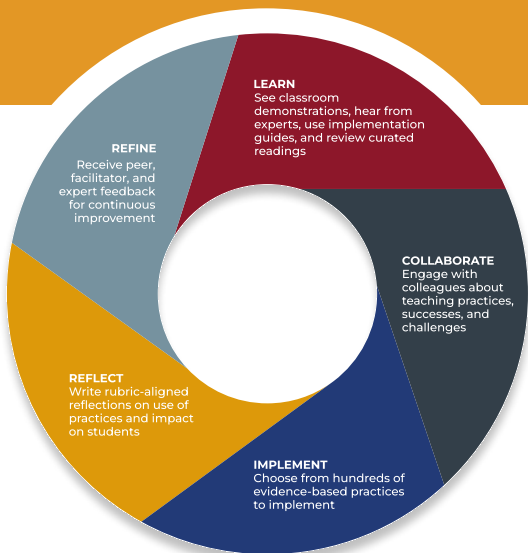 LEARN
See classroom
demonstrations, hear from
experts, use implementation
guides, and review curated
readings
COLLABORATE
Engage with
colleagues about
teaching practices,
successes, and
challenges
IMPLEMENT
Choose from hundreds of
evidence-based practices
to implement
REFLECT
Write rubric-aligned
reflections on use of
practices and impact
on students
REFINE
Receive peer,
facilitator, and
expert feedback
for continuous
improvement